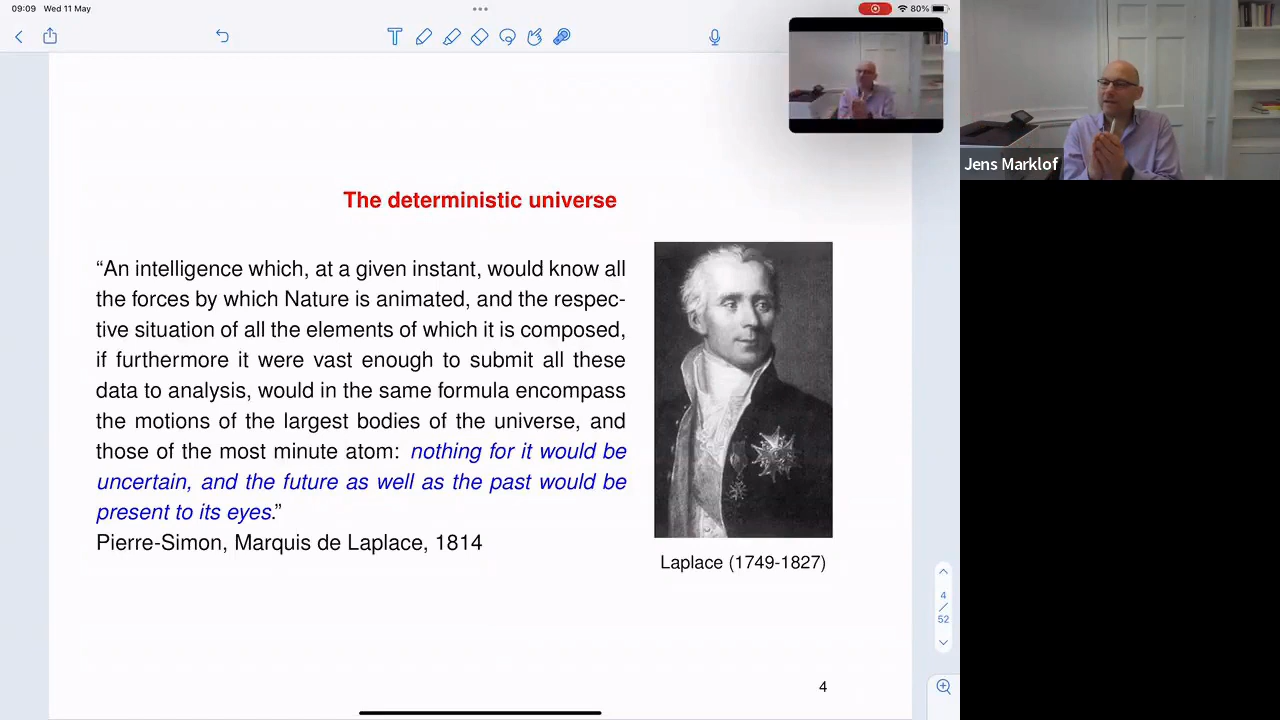 09:09 Wed 11 May
80%
T
Jens Marklof
The deterministic universe
“An intelligence which, at a given instant, would know all
the forces by which Nature is animated, and the respec-
tive situation of all the elements of which it is composed,
if furthermore it were vast enough to submit all these
data to analysis, would in the same formula encompass
the motions of the largest bodies of the universe, and
those of the most minute atom: nothing for it would be
uncertain, and the future as well as the past would be
present to its eyes.”
Pierre-Simon, Marquis de Laplace, 1814
Laplace (1749-1827)
4
/
52
4